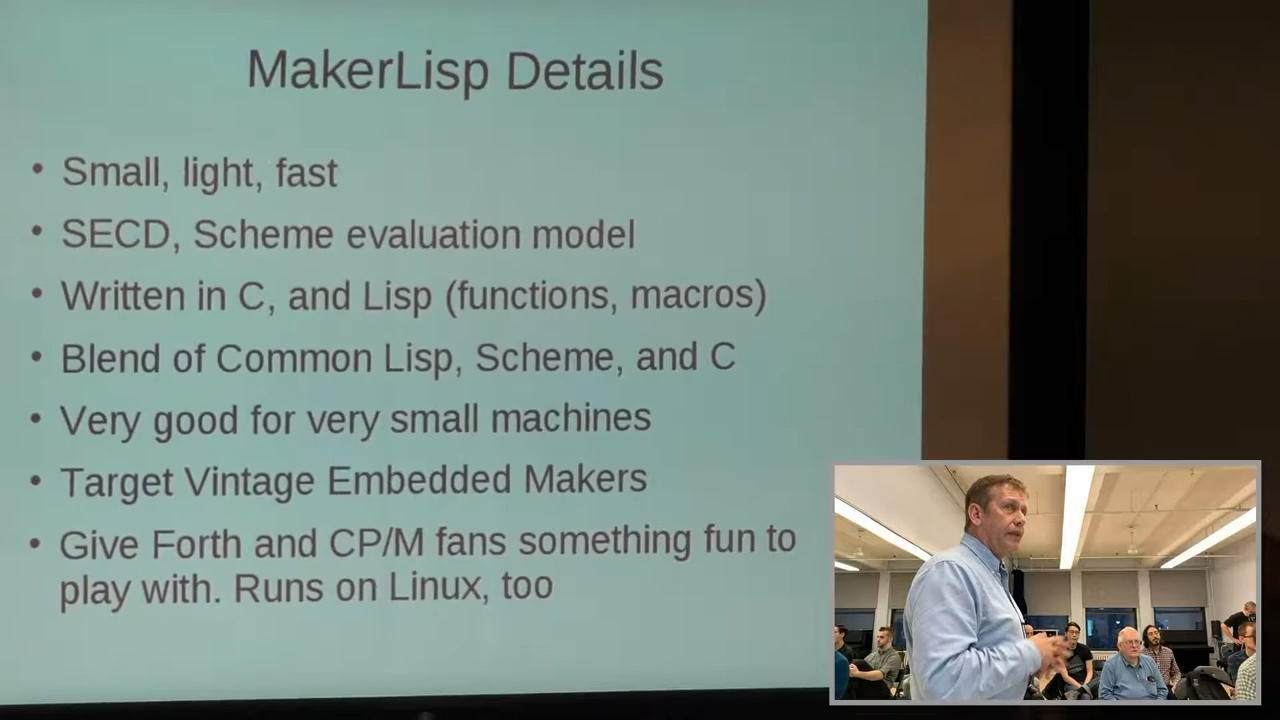 MakerLisp Details
• Small, light, fast
• SECD, Scheme evaluation model
• Written in C, and Lisp (functions, macros)
• Blend of Common Lisp, Scheme, and C
• Very good for very small machines
• Target Vintage Embedded Makers
• Give Forth and CP/M fans something fun to
play with. Runs on Linux, too